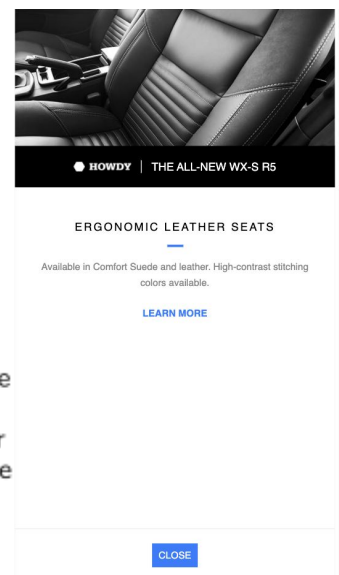 HOWDY | THE ALL-NEW WX-S R5
ERGONOMIC LEATHER SEATS
Available in Comfort Suede and leather. High-contrast stitching
colors available.
LEARN MORE
e
r
e
CLOSE